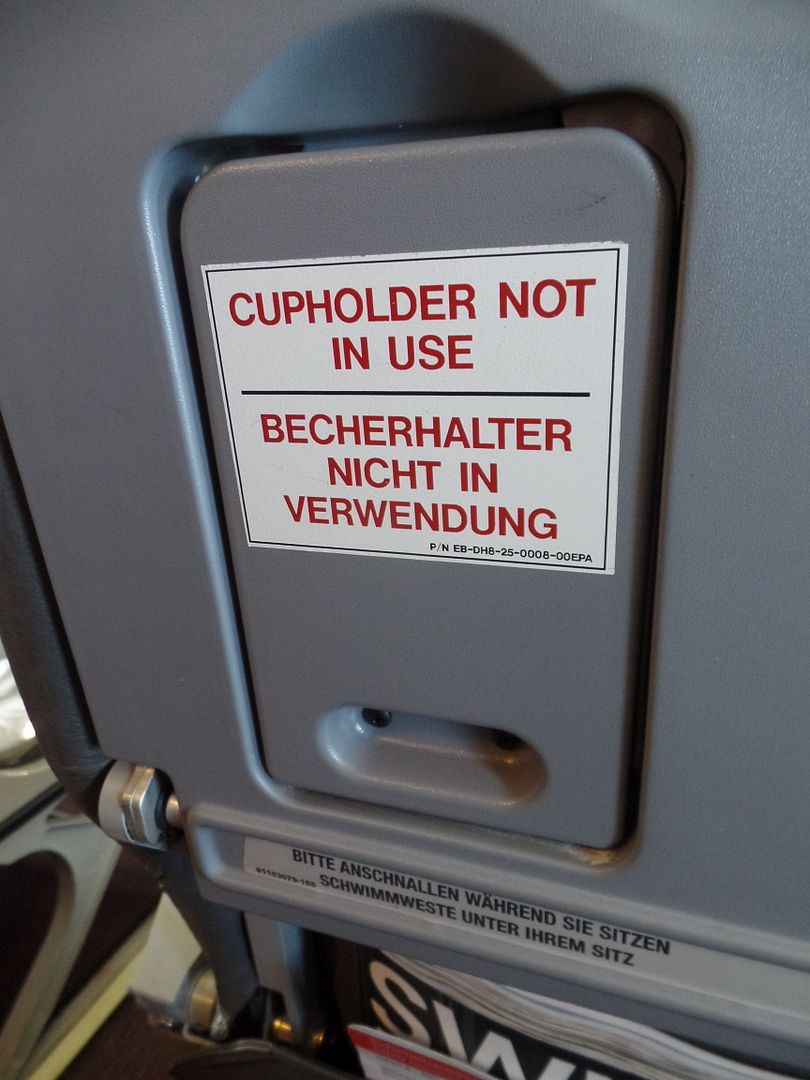 CUPHOLDER NOT
IN USE
BECHERHALTER
NICHT IN
VERWENDUNG
P/N EB-DH8-25-0008-00EPA
BITTE ANSCHNALLEN WÄHREND SIE SITZEN
SCHWIMMWESTE UNTER IHREM SITZ